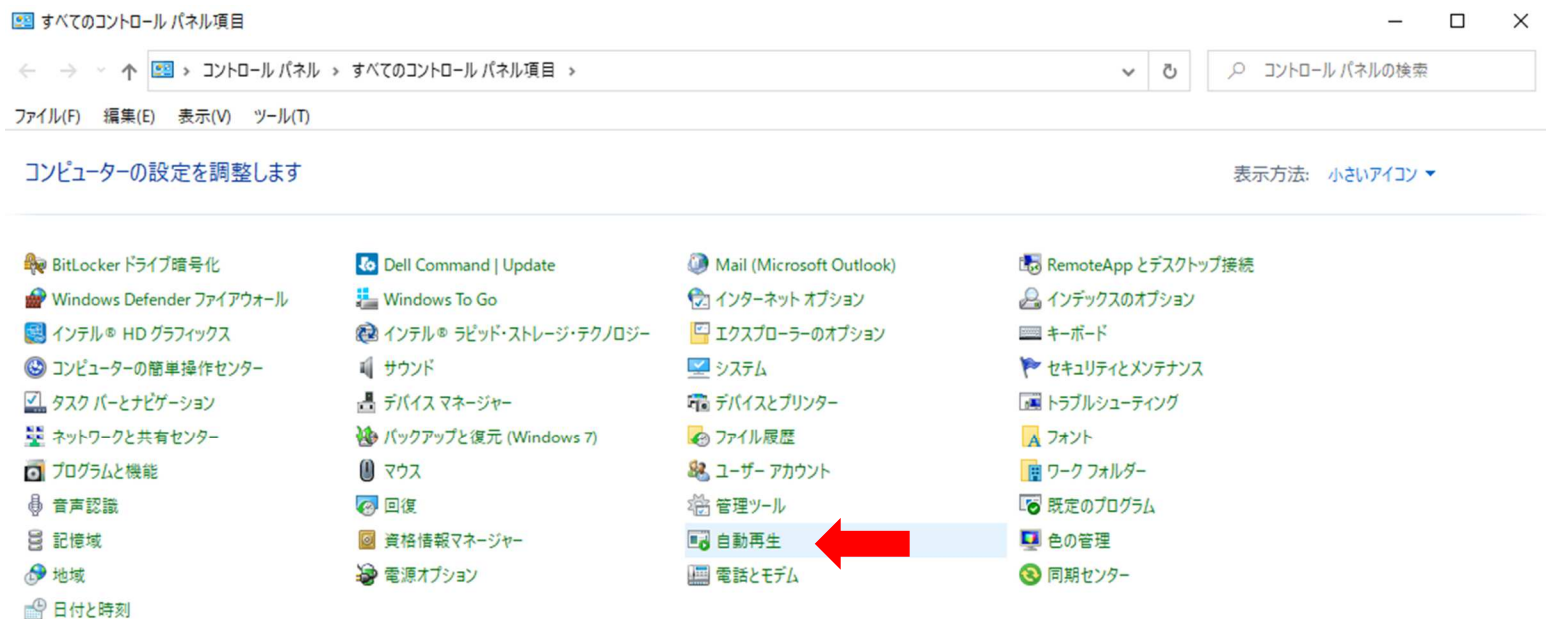 すべてのコントロール パネル項目
コントロール パネル › すべてのコントロール パネル項目 ›
コントロール パネルの検索
ファイル(F) 編集(E) 表示(V) ツール(T)
コンピューターの設定を調整します
表示方法: 小さいアイコン
BitLocker ドライブ暗号化 Dell Command | Update Mail (Microsoft Outlook) RemoteApp とデスクトップ接続
Windows Defender ファイアウォール Windows To Go インターネット オプション インデックスのオプション
インテル® HD グラフィックス インテル® ラピッド・ストレージ・テクノロジー エクスプローラーのオプション キーボード
コンピューターの簡単操作センター サウンド システム セキュリティとメンテナンス
タスク バーとナビゲーション デバイス マネージャー デバイスとプリンター トラブルシューティング
ネットワークと共有センター バックアップと復元 (Windows 7) ファイル履歴 フォント
プログラムと機能 マウス ユーザー アカウント ワーク フォルダー
音声認識 回復 管理ツール 既定のプログラム
記憶域 資格情報マネージャー 自動再生 色の管理
地域 電源オプション 電話とモデム 同期センター
日付と時刻